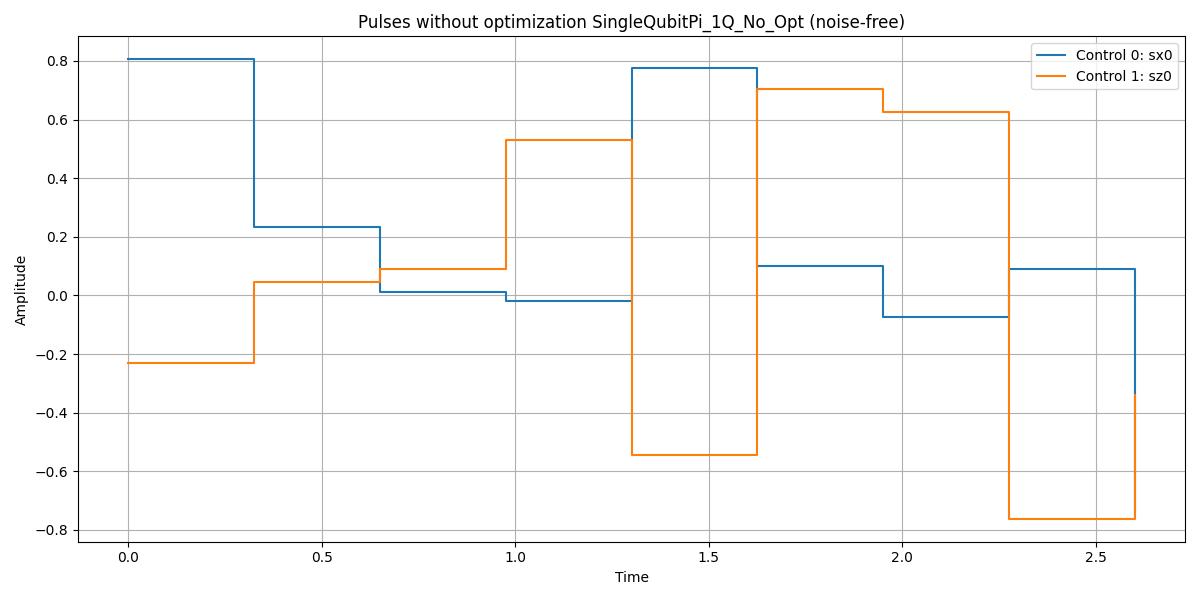 Pulses without optimization SingleQubitPi_1Q_No_Opt (noise-free)
Control 0: sx0
Control 1: sz0
Amplitude
0.8
0.6
0.4
0.2
0.0
−0.2
−0.4
−0.6
−0.8
0.0 0.5 1.0 1.5 2.0 2.5
Time